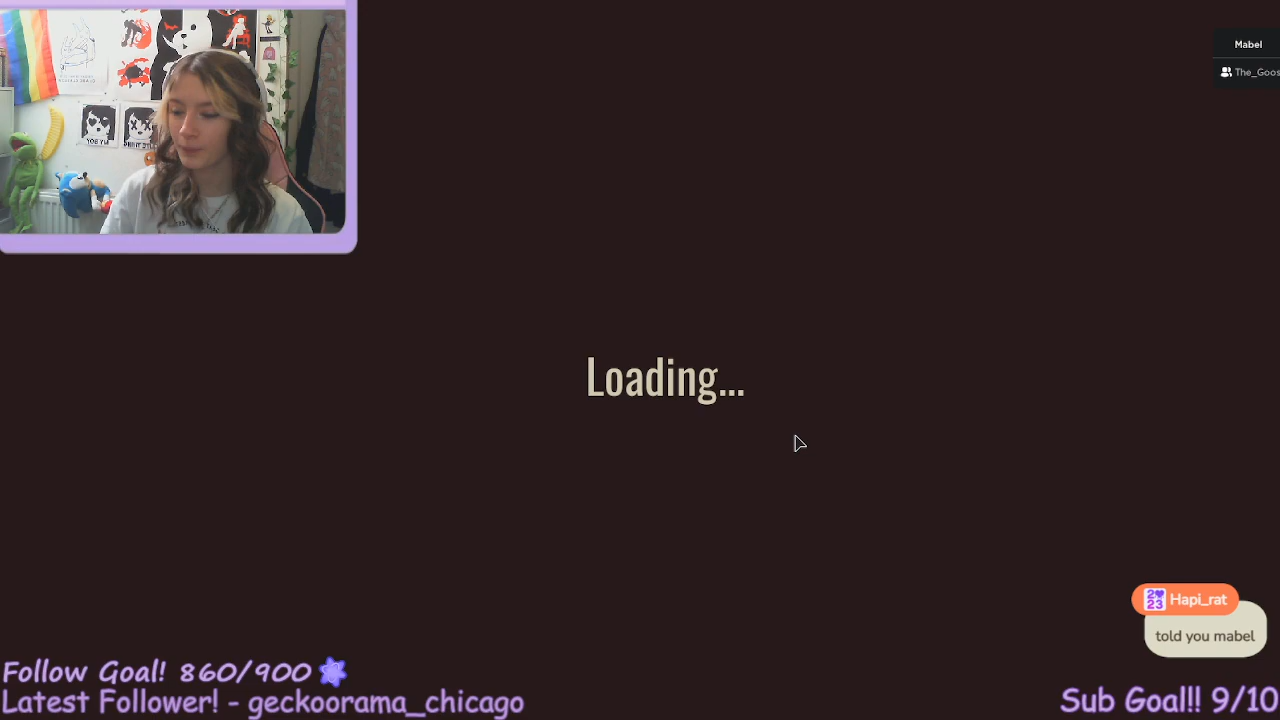 Mabel
The_Goos
Loading...
Hapi_rat
told you mabel
Follow Goal! 860/900
Latest Follower! - geckoorama_chicago
Sub Goal!! 9/10